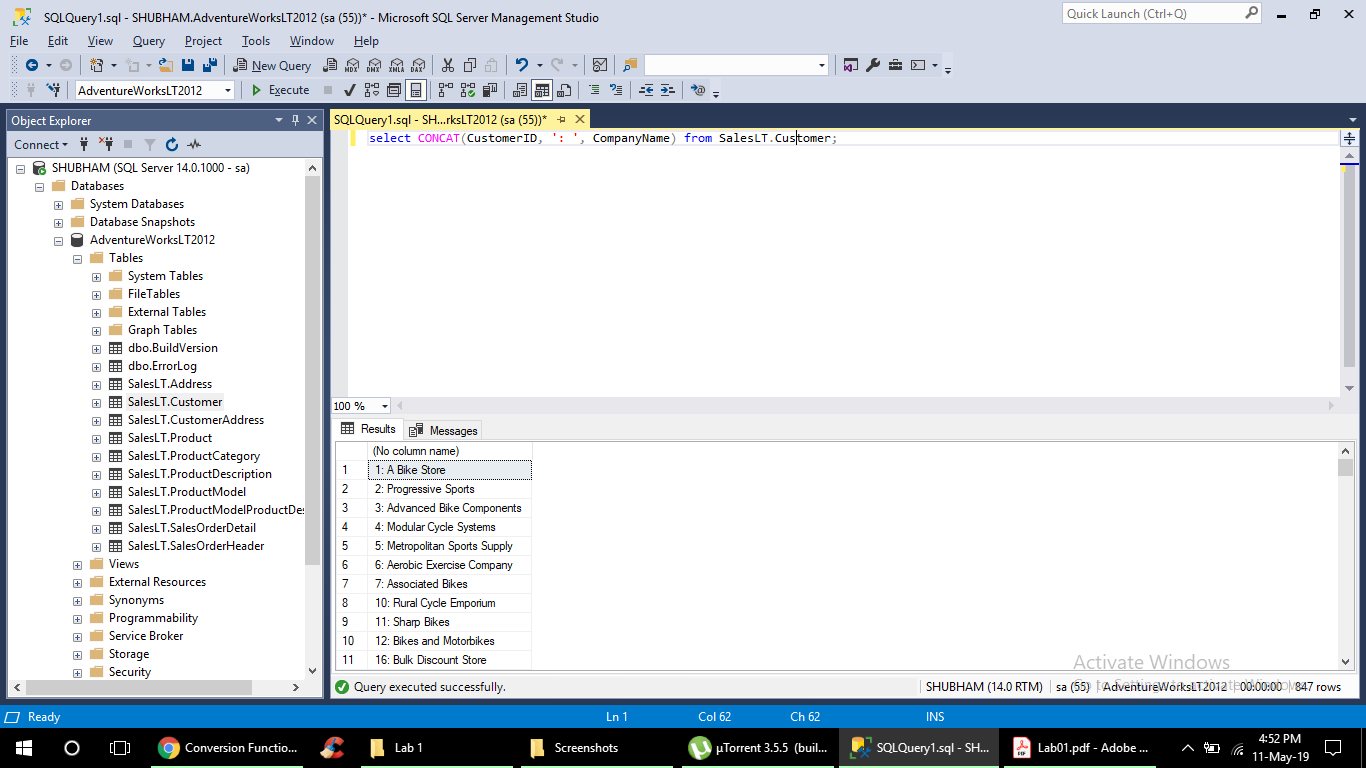 SQLQuery1.sql - SHUBHAM.AdventureWorksLT2012 (sa (55))* - Microsoft SQL Server Management Studio
Quick Launch (Ctrl+Q)
File Edit View Query Project Tools Window Help
New Query MDX DMX XMLA DAX
AdventureWorksLT2012 Execute
Object Explorer
SQLQuery1.sql - SH...rksLT2012 (sa (55))*
Connect
select CONCAT(CustomerID, ': ', CompanyName) from SalesLT.Customer;
SHUBHAM (SQL Server 14.0.1000 - sa)
Databases
System Databases
Database Snapshots
AdventureWorksLT2012
Tables
System Tables
FileTables
External Tables
Graph Tables
dbo.BuildVersion
dbo.ErrorLog
SalesLT.Address
SalesLT.Customer
SalesLT.CustomerAddress
SalesLT.Product
SalesLT.ProductCategory
SalesLT.ProductDescription
SalesLT.ProductModel
SalesLT.ProductModelProductDes
SalesLT.SalesOrderDetail
SalesLT.SalesOrderHeader
Views
External Resources
Synonyms
Programmability
Service Broker
Storage
Security
100 %
Results Messages
(No column name)
1 1: A Bike Store
2 2: Progressive Sports
3 3: Advanced Bike Components
4 4: Modular Cycle Systems
5 5: Metropolitan Sports Supply
6 6: Aerobic Exercise Company
7 7: Associated Bikes
8 10: Rural Cycle Emporium
9 11: Sharp Bikes
10 12: Bikes and Motorbikes
11 16: Bulk Discount Store
Activate Windows
Go to Settings to activate Windows.
Query executed successfully. SHUBHAM (14.0 RTM) sa (55) AdventureWorksLT2012 00:00:00 847 rows
Ready Ln 1 Col 62 Ch 62 INS
Conversion Functio... Lab 1 Screenshots µTorrent 3.5.5 (buil... SQLQuery1.sql - SH... Lab01.pdf - Adobe ...
4:52 PM
11-May-19